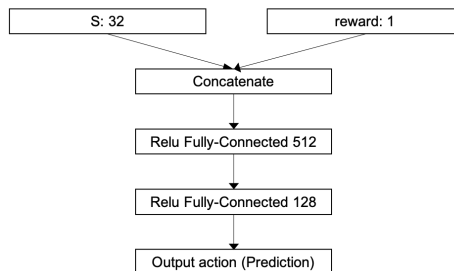 S: 32
reward: 1
Concatenate
Relu Fully-Connected 512
Relu Fully-Connected 128
Output action (Prediction)